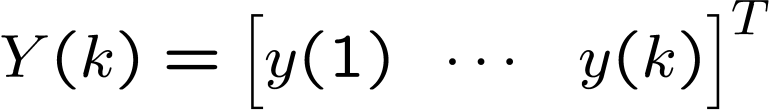 Y(k) = [y(1) ⋯ y(k)]^T